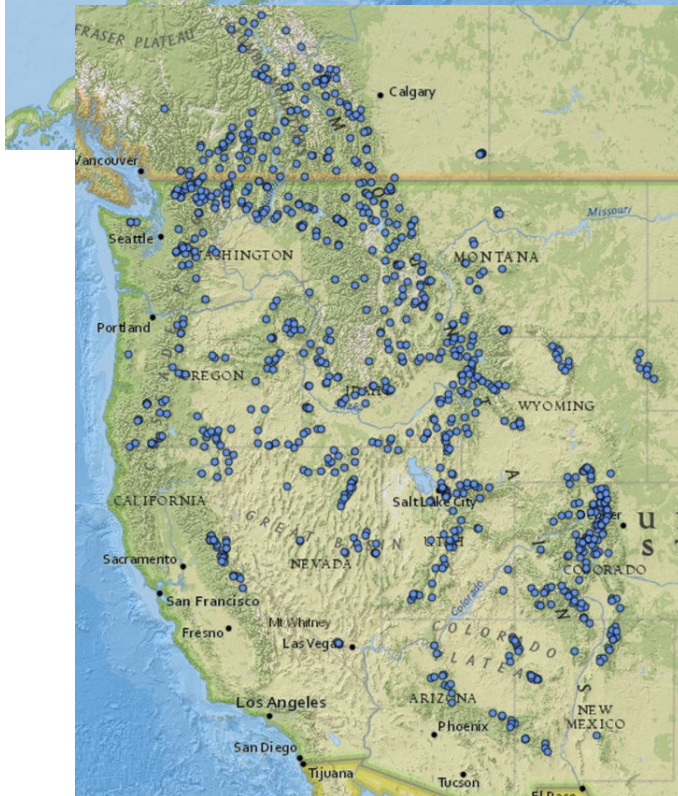 FRASER PLATEAU
Calgary
Vancouver
Missouri
Seattle
WASHINGTON
MONTANA
Portland
OREGON
IDAHO
WYOMING
Salt Lake City
CALIFORNIA
GREAT BASIN
UTAH
Sacramento
NEVADA
COLORADO
San Francisco
Colorado
Mt Whitney
Fresno
Las Vegas
COLORADO
PLATEAU
ARIZONA
Los Angeles
NEW
MEXICO
Phoenix
San Diego
Tijuana
Tucson
El Paso